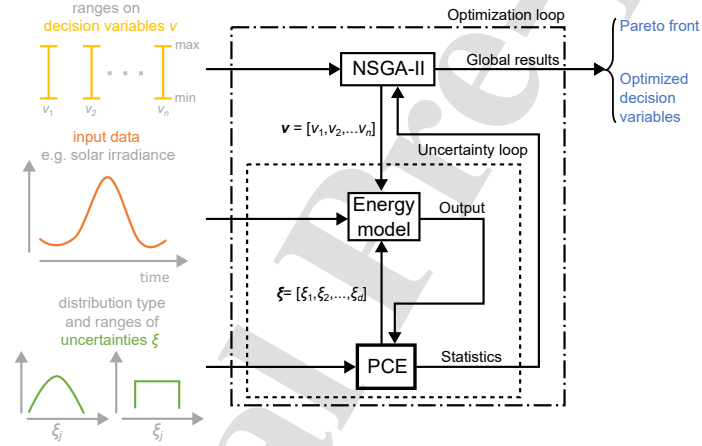 ranges on
decision variables v
max
min
v1 v2 vn
input data
e.g. solar irradiance
time
distribution type
and ranges of
uncertainties ξ
ξj ξj
Optimization loop
NSGA-II
Global results
v = [v1,v2,...vn]
Uncertainty loop
Energy
model
Output
ξ= [ξ1,ξ2,...,ξd]
PCE
Statistics
Pareto front
Optimized
decision
variables